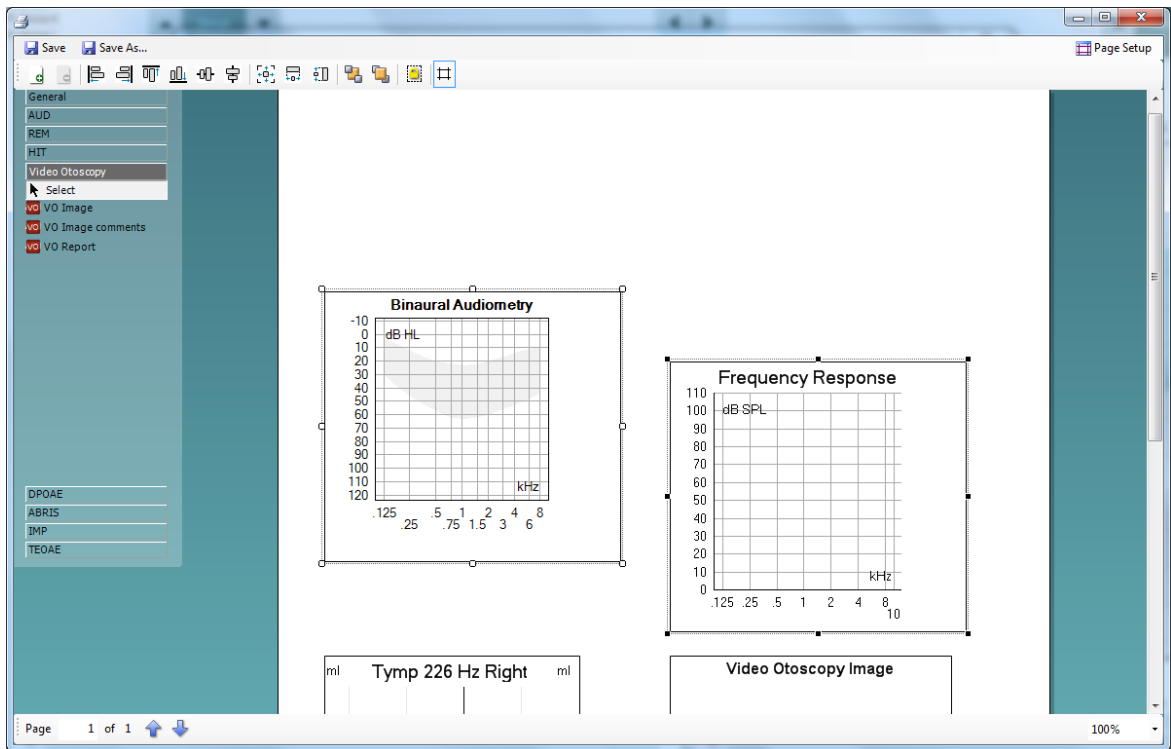 Save Save As... Page Setup
General
AUD
REM
HIT
Video Otoscopy
Select
VO VO Image
VO VO Image comments
VO VO Report
DPOAE
ABRIS
IMP
TEOAE
Binaural Audiometry
dB HL
-10
0
10
20
30
40
50
60
70
80
90
100
110
120
kHz
.125 .5 1 2 4 8
.25 .75 1.5 3 6
Frequency Response
110
100 dB SPL
90
80
70
60
50
40
30
20
10 kHz
0
.125 .25 .5 1 2 4 8
10
ml Tymp 226 Hz Right ml
Video Otoscopy Image
Page 1 of 1 100%